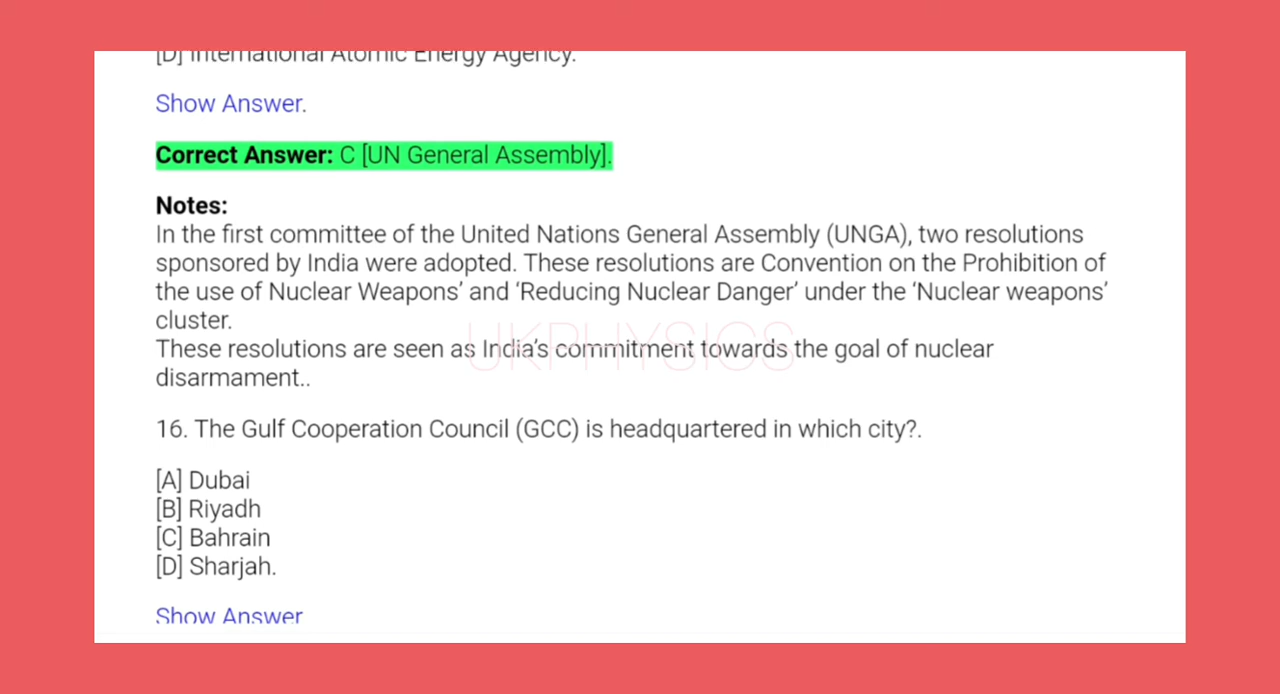 [D] International Atomic Energy Agency.
Show Answer.
Correct Answer: C [UN General Assembly].
Notes:
In the first committee of the United Nations General Assembly (UNGA), two resolutions
sponsored by India were adopted. These resolutions are Convention on the Prohibition of
the use of Nuclear Weapons’ and ‘Reducing Nuclear Danger’ under the ‘Nuclear weapons’
cluster.
UKPHYSICS
These resolutions are seen as India’s commitment towards the goal of nuclear
disarmament..
16. The Gulf Cooperation Council (GCC) is headquartered in which city?.
[A] Dubai
[B] Riyadh
[C] Bahrain
[D] Sharjah.
Show Answer